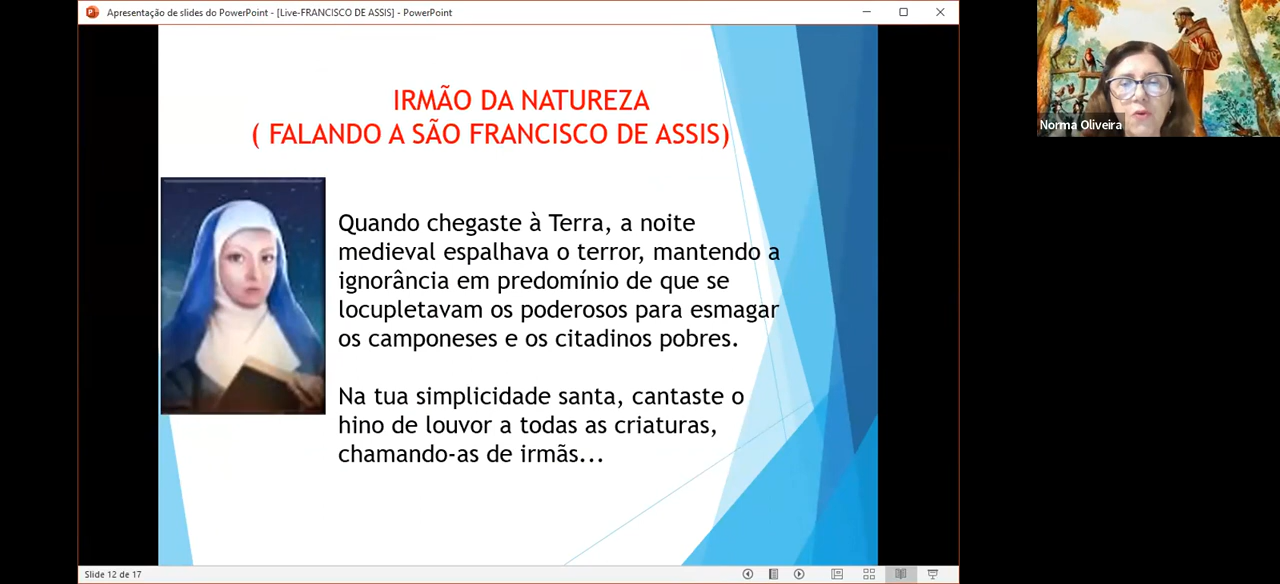 Apresentação de slides do PowerPoint - [Live-FRANCISCO DE ASSIS] - PowerPoint
IRMÃO DA NATUREZA
( FALANDO A SÃO FRANCISCO DE ASSIS)
Quando chegaste à Terra, a noite
medieval espalhava o terror, mantendo a
ignorância em predomínio de que se
locupletavam os poderosos para esmagar
os camponeses e os citadinos pobres.
Na tua simplicidade santa, cantaste o
hino de louvor a todas as criaturas,
chamando-as de irmãs...
Slide 12 de 17
Norma Oliveira